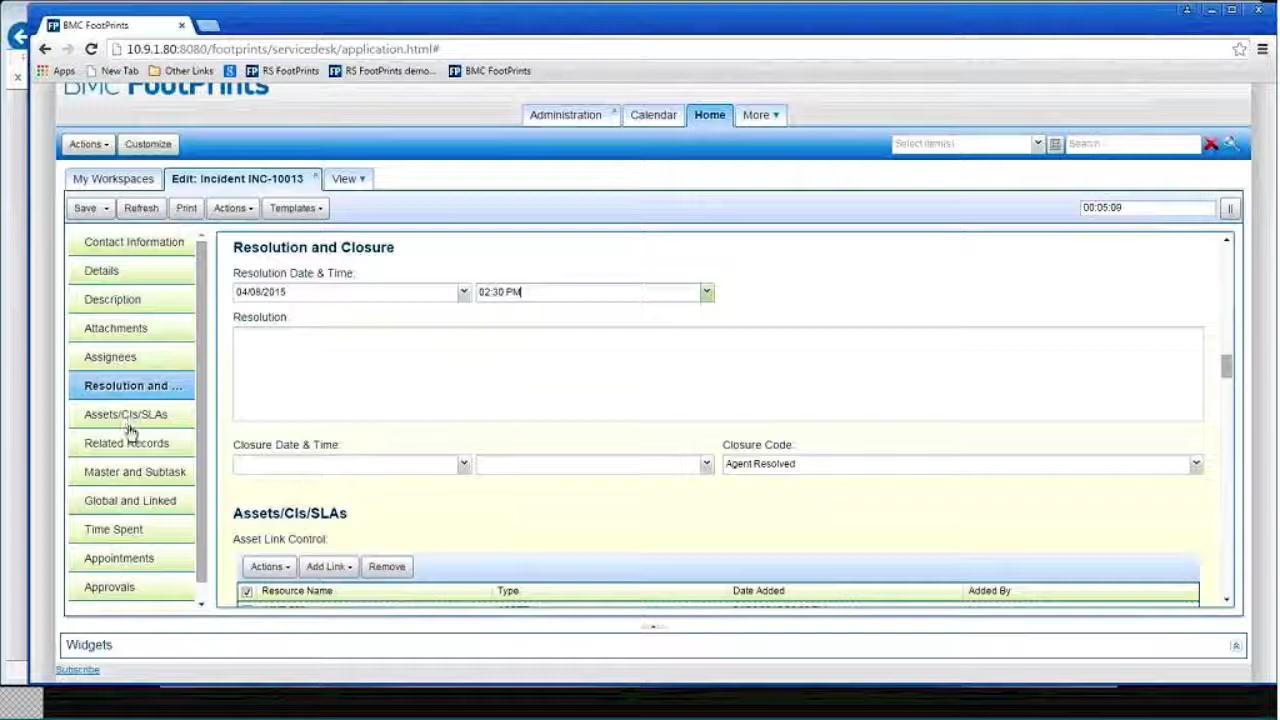 BMC FootPrints
10.9.1.80:8080/footprints/servicedesk/application.html#
Apps New Tab Other Links RS FootPrints RS FootPrints demo... BMC FootPrints
BMC FOOTPRINTS
Administration Calendar Home More
Actions Customize Select item(s) Search...
My Workspaces Edit: Incident INC-10013 View
Save Refresh Print Actions Templates 00:05:09
Contact Information
Details
Description
Attachments
Assignees
Resolution and ...
Assets/CIs/SLAs
Related Records
Master and Subtask
Global and Linked
Time Spent
Appointments
Approvals
Resolution and Closure
Resolution Date & Time:
04/08/2015 02:30 PM
Resolution:
Closure Date & Time: Closure Code:
Agent Resolved
Assets/CIs/SLAs
Asset Link Control:
Actions Add Link Remove
Resource Name Type Date Added Added By
Widgets
Subscribe